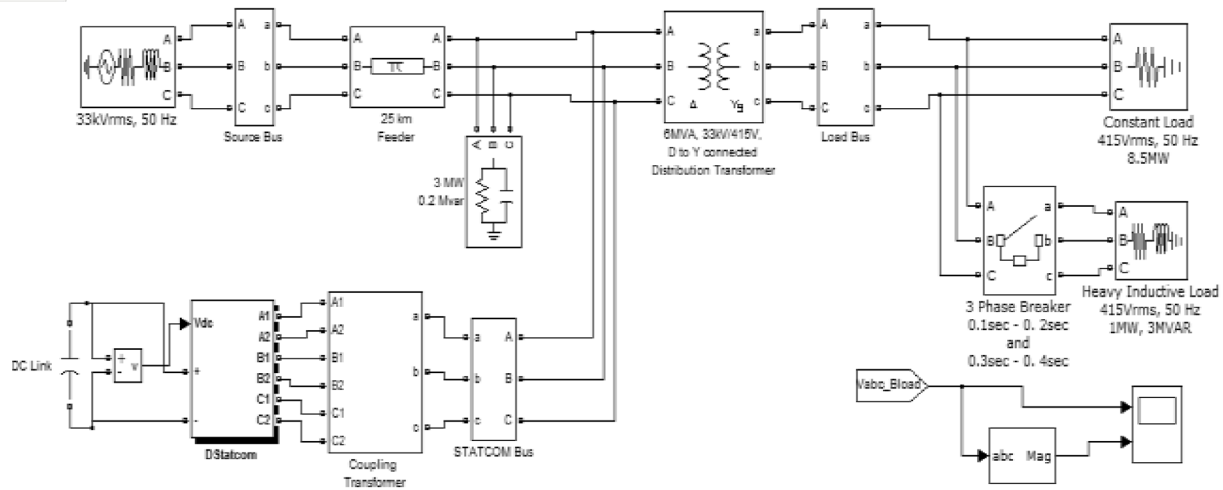 A
B
C
33kVrms, 50 Hz
A
B
C
a
b
c
Source Bus
A
B
C
A
B
C
25 km
Feeder
A
B
C
3 MW
0.2 Mvar
A
B
C
a
b
c
Δ
Yg
6MVA, 33kV/415V,
D to Y connected
Distribution Transformer
A
B
C
a
b
c
Load Bus
A
B
C
Constant Load
415Vrms, 50 Hz
8.5MW
A
B
C
a
b
c
3 Phase Breaker
0.1sec - 0. 2sec
and
0.3sec - 0. 4sec
A
B
C
Heavy Inductive Load
415Vrms, 50 Hz
1MW, 3MVAR
DC Link
+
-
v
Vdc
+
-
A1
A2
B1
B2
C1
C2
DStatcom
A1
A2
B1
B2
C1
C2
a
b
c
Coupling
Transformer
a
b
c
A
B
C
STATCOM Bus
Vabc_Bload
abc Mag